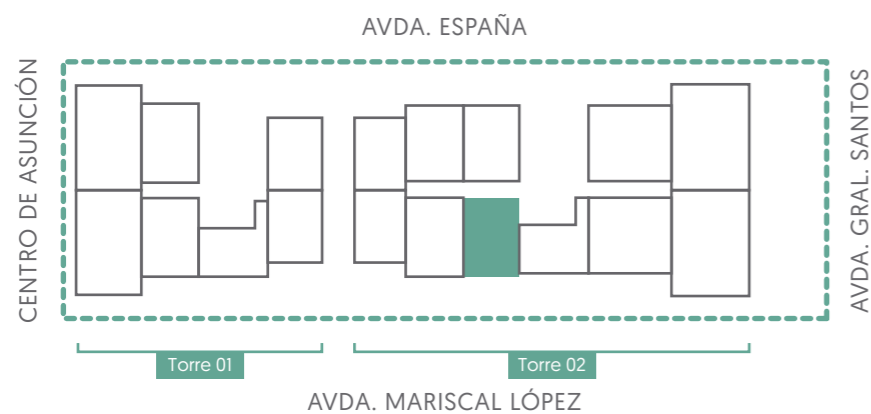 AVDA. ESPAÑA
CENTRO DE ASUNCIÓN
AVDA. GRAL. SANTOS
Torre 01
Torre 02
AVDA. MARISCAL LÓPEZ